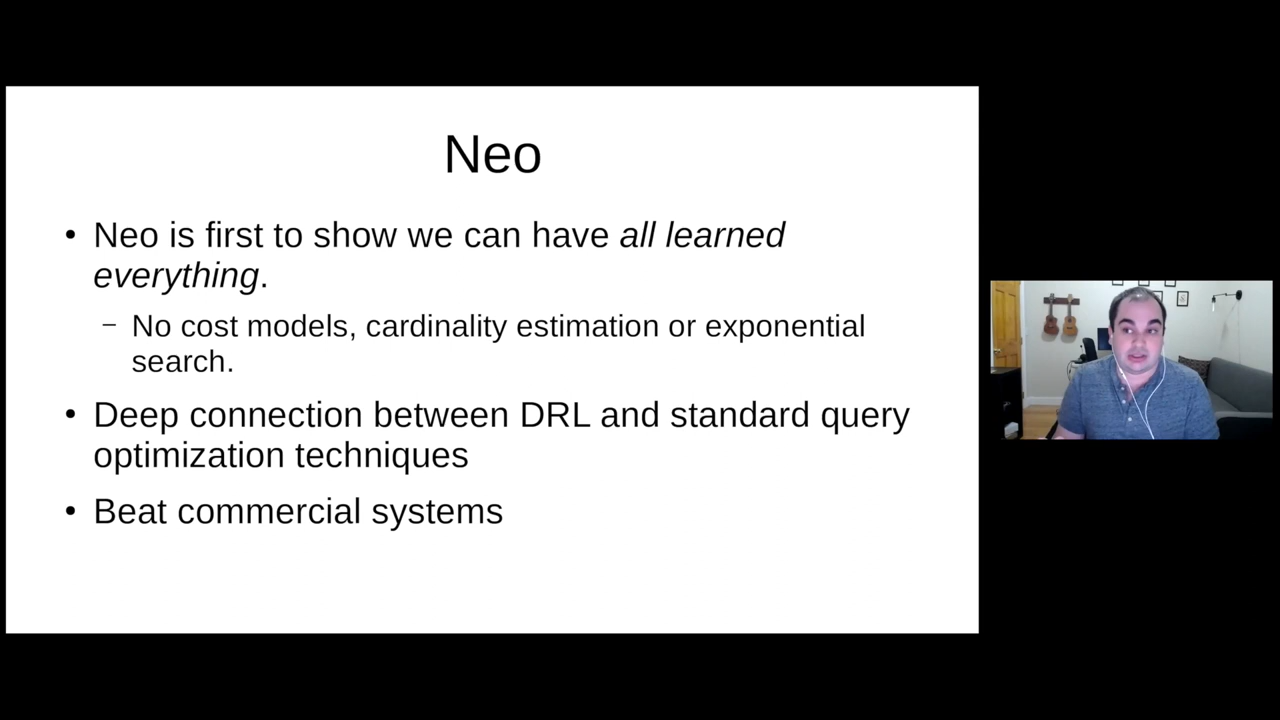 Neo
• Neo is first to show we can have all learned
everything.
– No cost models, cardinality estimation or exponential
search.
• Deep connection between DRL and standard query
optimization techniques
• Beat commercial systems